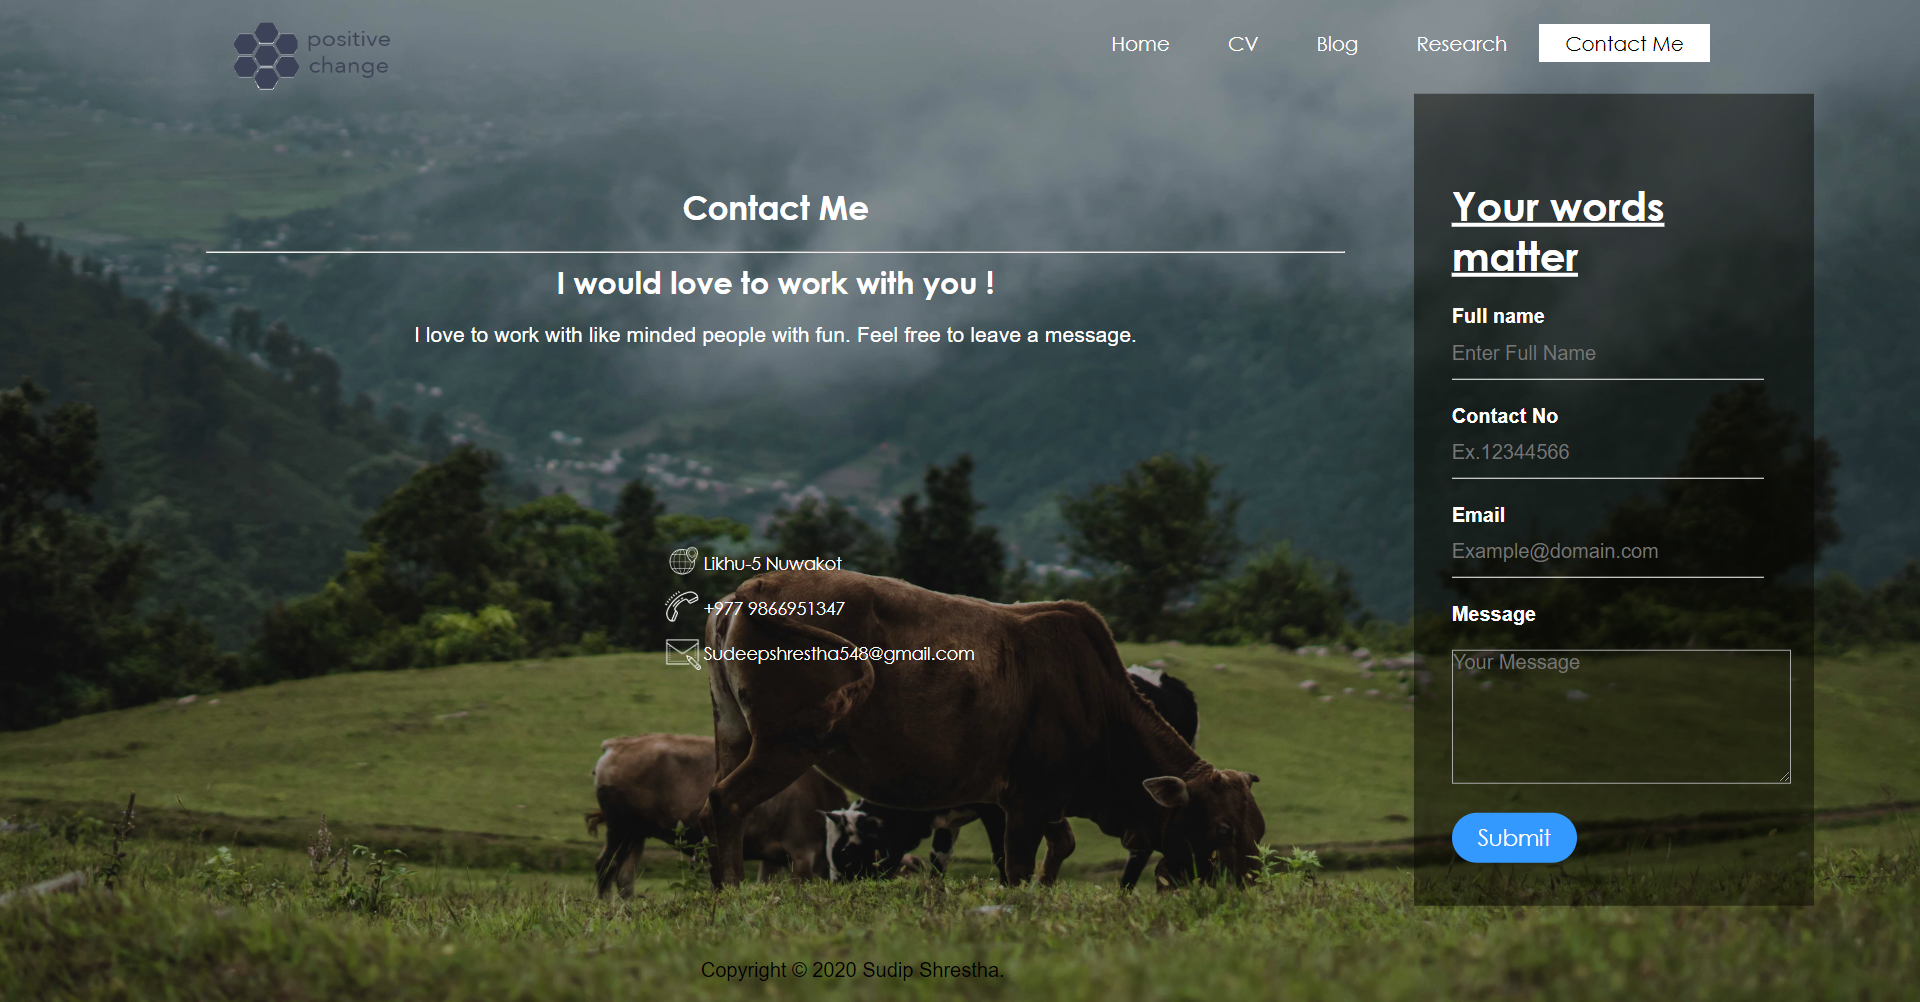 positive
change
Home CV Blog Research Contact Me
Contact Me
I would love to work with you !
I love to work with like minded people with fun. Feel free to leave a message.
Likhu-5 Nuwakot
+977 9866951347
Sudeepshrestha548@gmail.com
Your words
matter
Full name
Enter Full Name
Contact No
Ex.12344566
Email
Example@domain.com
Message
Your Message
Submit
Copyright © 2020 Sudip Shrestha.